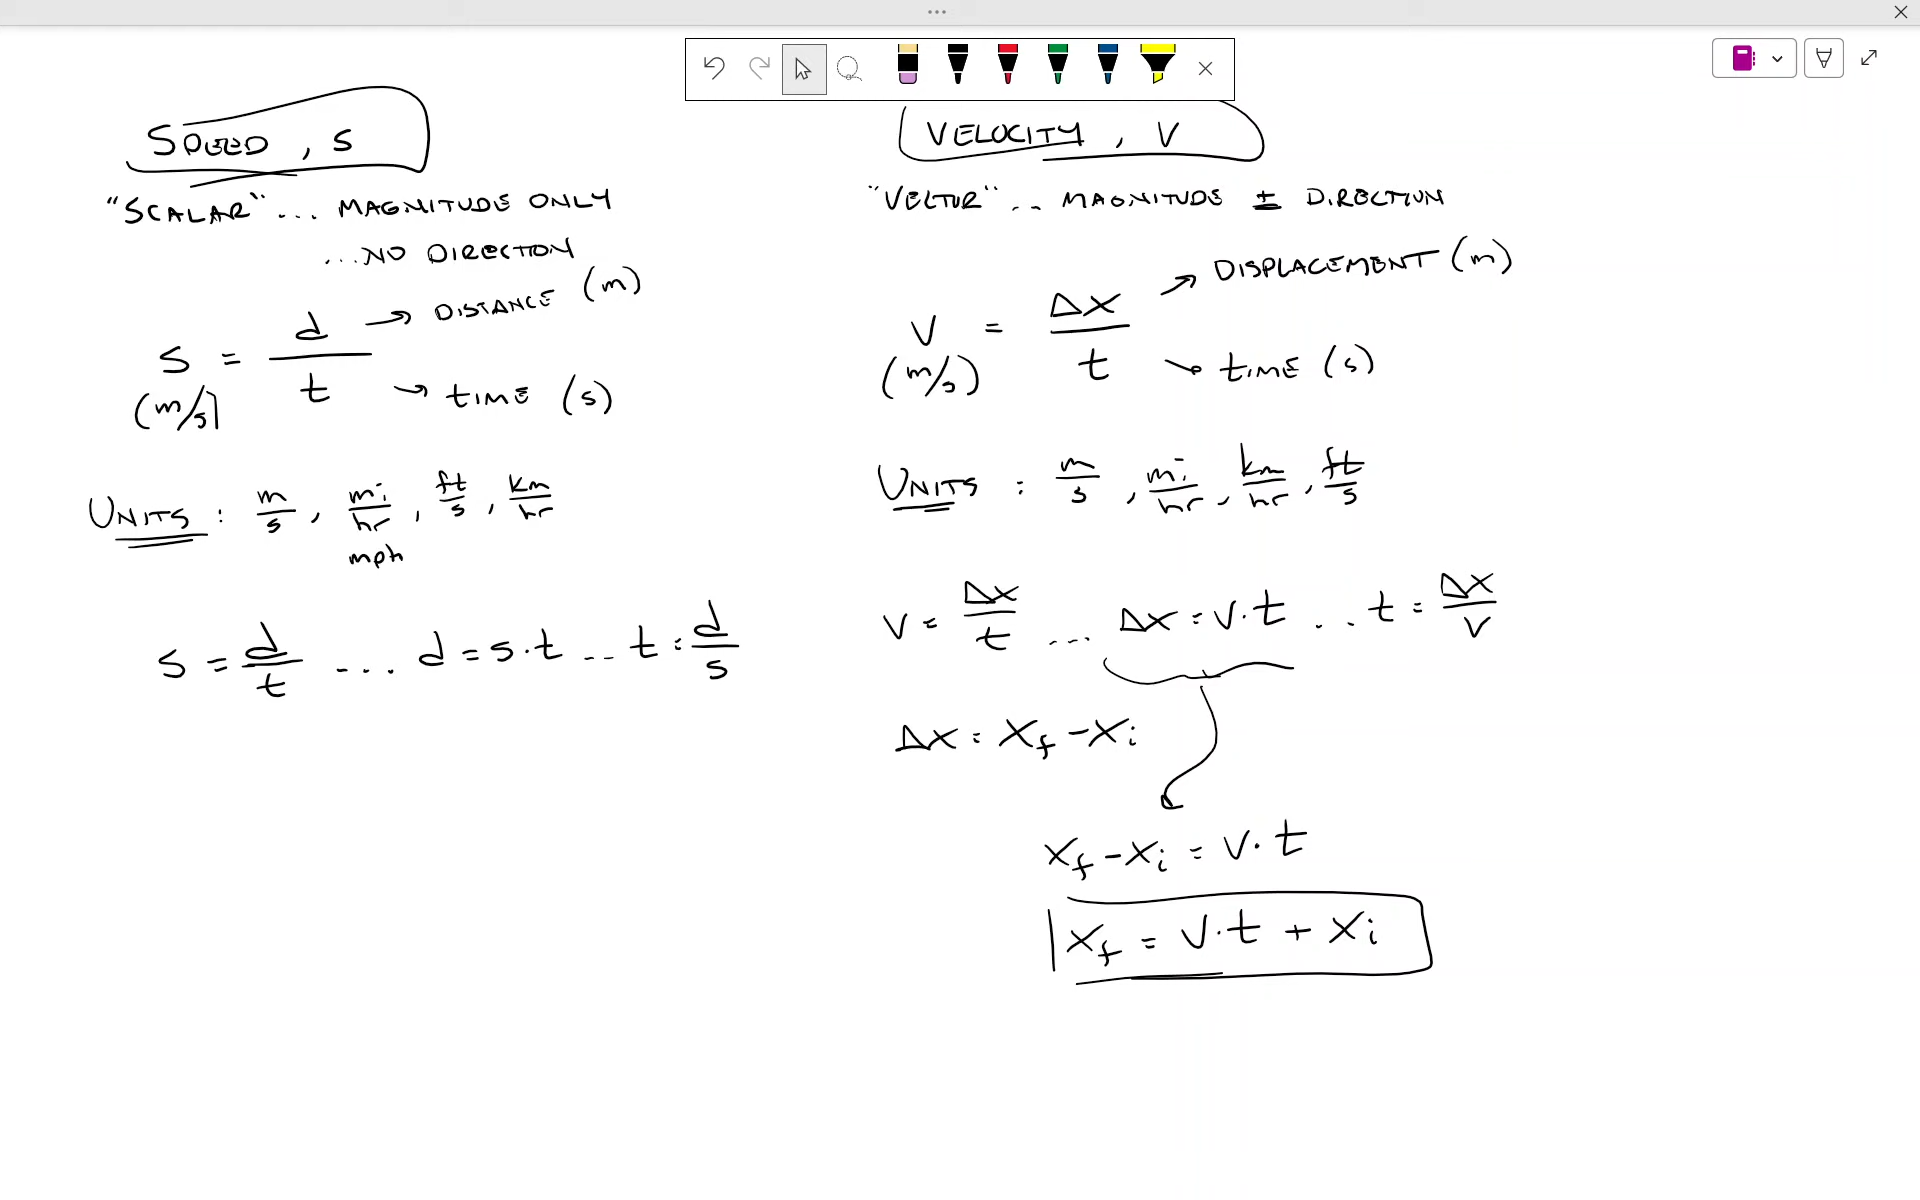 SPEED, S
"SCALAR"... MAGNITUDE ONLY
...NO DIRECTION
S = d/t
d → DISTANCE (m)
(m/s)
t → TIME (s)
UNITS : m/s, mi/hr, ft/s, km/hr
mph
S = d/t ... d = s·t .. t = d/s
VELOCITY, V
"VECTOR".. MAGNITUDE ± DIRECTION
V = Δx/t
Δx → DISPLACEMENT (m)
(m/s)
t → TIME (s)
UNITS : m/s, mi/hr, km/hr, ft/s
V = Δx/t ... Δx = V·t .. t = Δx/V
Δx = Xf - Xi
Xf - Xi = V·t
Xf = V·t + Xi